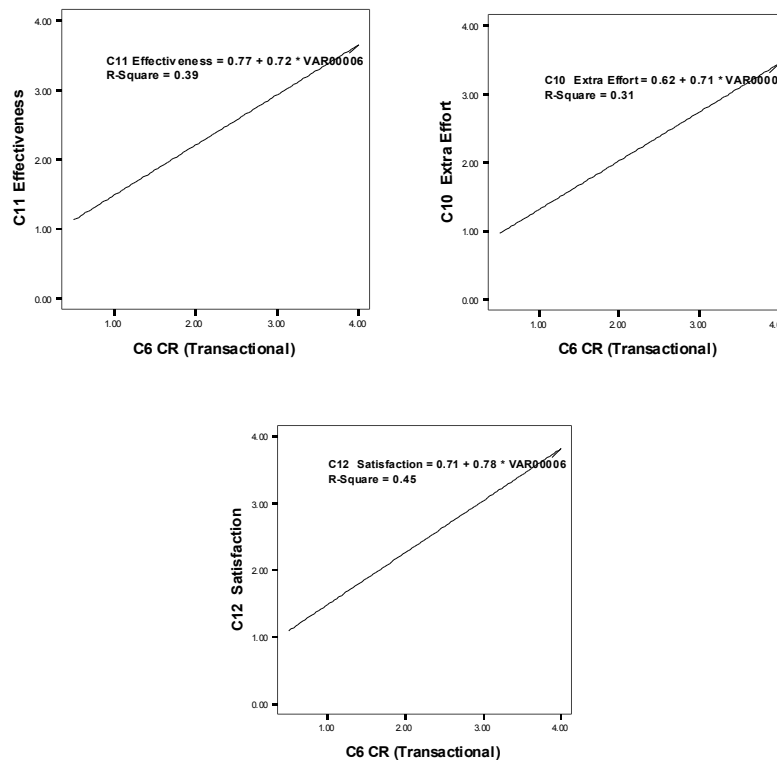 4.00
3.00
2.00
1.00
0.00
C11 Effectiveness
C11 Effectiveness = 0.77 + 0.72 * VAR00006
R-Square = 0.39
1.00 2.00 3.00 4.00
C6 CR (Transactional)
4.00
3.00
2.00
1.00
0.00
C10 Extra Effort
C10 Extra Effort = 0.62 + 0.71 * VAR0000
R-Square = 0.31
1.00 2.00 3.00 4.0
C6 CR (Transactional)
4.00
3.00
2.00
1.00
0.00
C12 Satisfaction
C12 Satisfaction = 0.71 + 0.78 * VAR00006
R-Square = 0.45
1.00 2.00 3.00 4.00
C6 CR (Transactional)